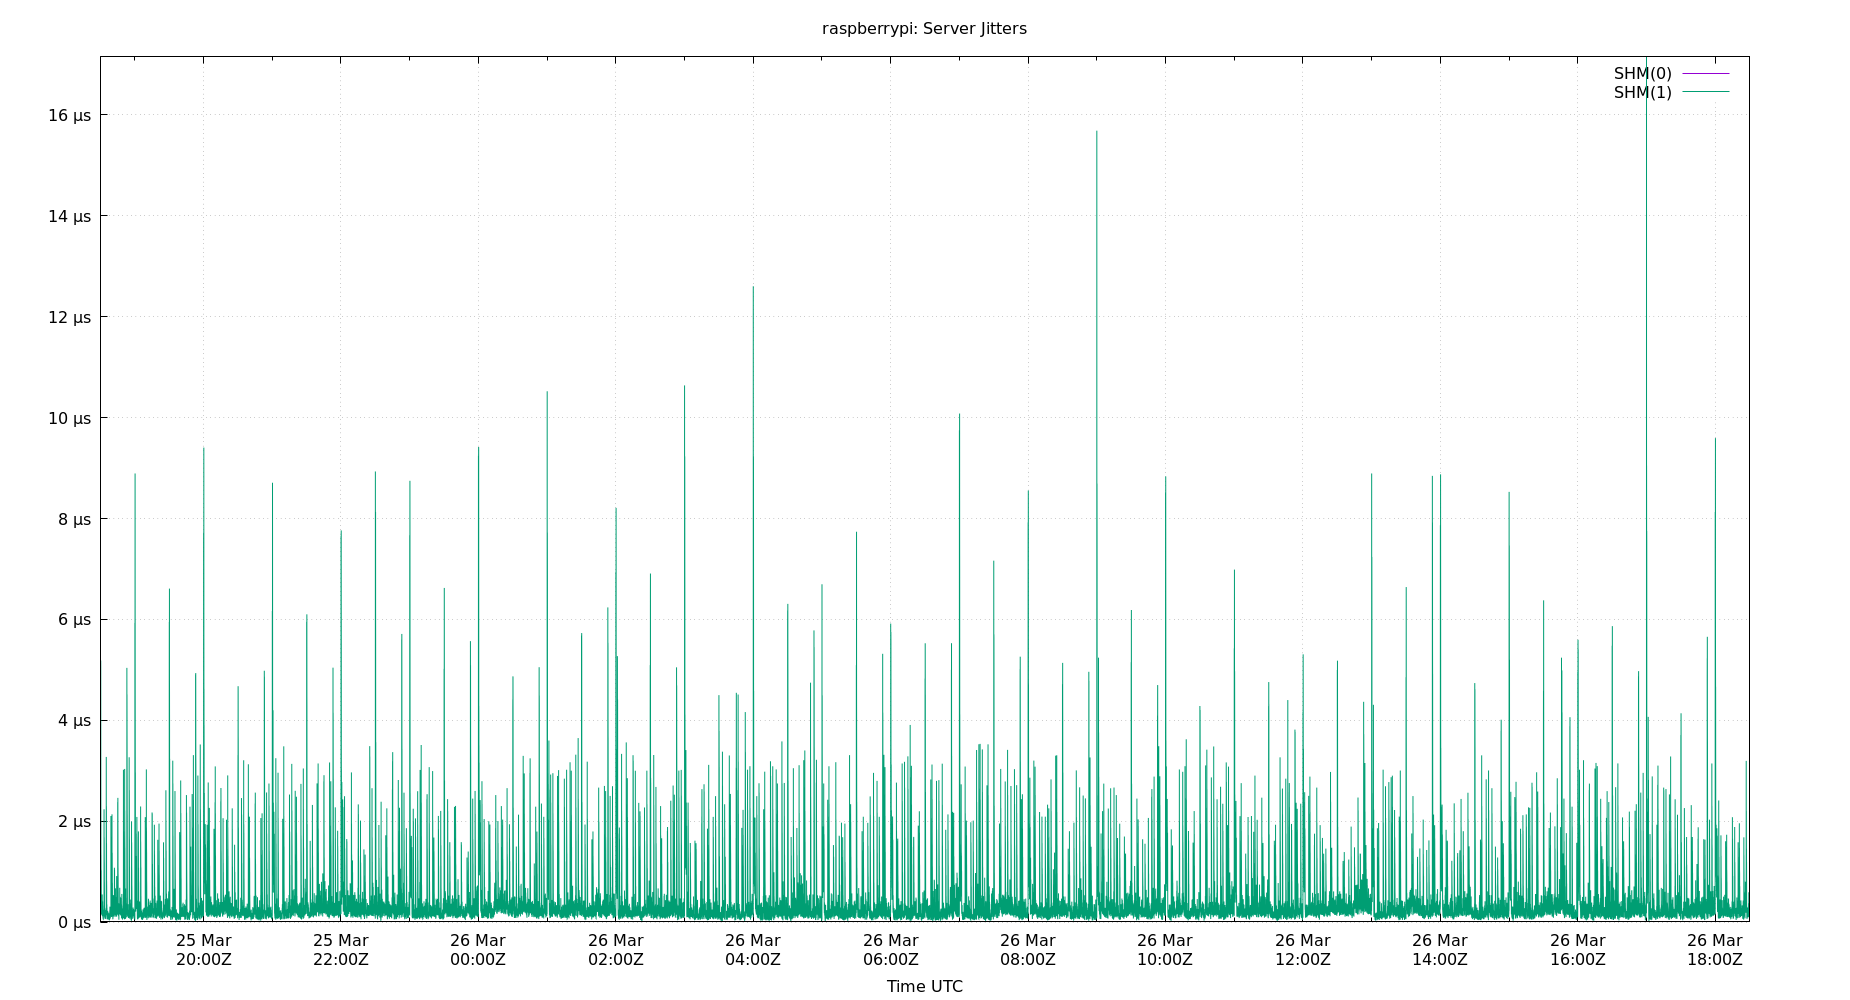 raspberrypi: Server Jitters
SHM(0)
SHM(1)
16 µs
14 µs
12 µs
10 µs
8 µs
6 µs
4 µs
2 µs
0 µs
25 Mar 25 Mar 26 Mar 26 Mar 26 Mar 26 Mar 26 Mar 26 Mar 26 Mar 26 Mar 26 Mar 26 Mar
20:00Z 22:00Z 00:00Z 02:00Z 04:00Z 06:00Z 08:00Z 10:00Z 12:00Z 14:00Z 16:00Z 18:00Z
Time UTC